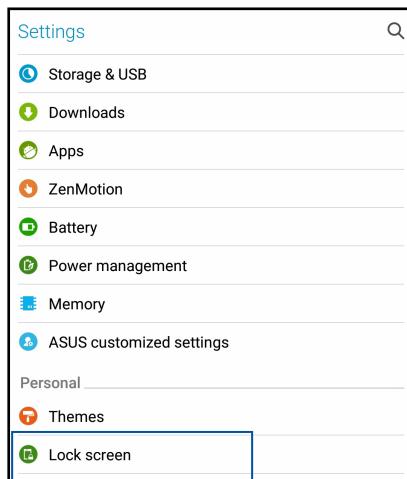 Settings
Storage & USB
Downloads
Apps
ZenMotion
Battery
Power management
Memory
ASUS customized settings
Personal
Themes
Lock screen